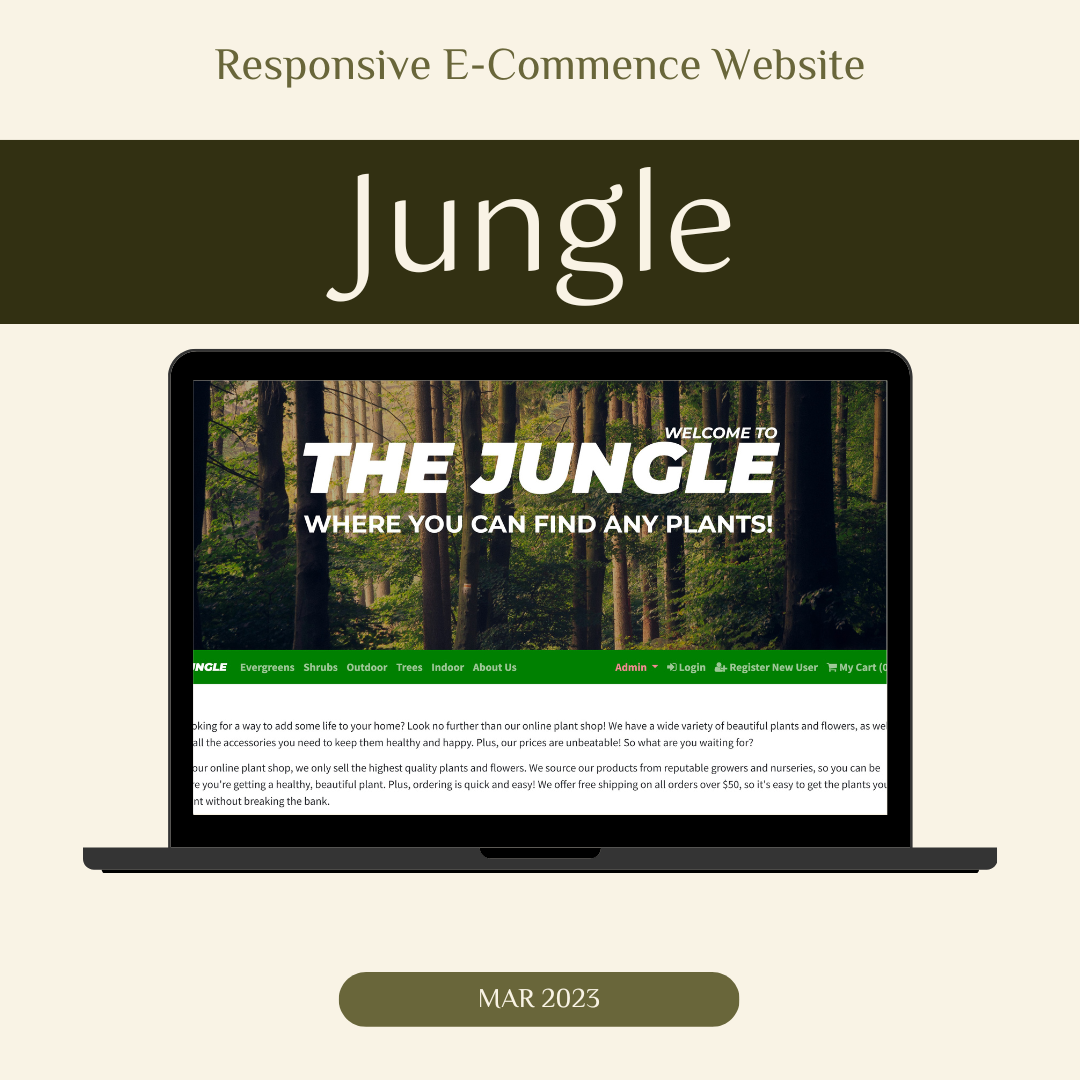 Responsive E-Commence Website
Jungle
WELCOME TO
THE JUNGLE
WHERE YOU CAN FIND ANY PLANTS!
Evergreens Shrubs Outdoor Trees Indoor About Us Admin Login Register New User My Cart (0
oking for a way to add some life to your home? Look no further than our online plant shop! We have a wide variety of beautiful plants and flowers, as wel
all the accessories you need to keep them healthy and happy. Plus, our prices are unbeatable! So what are you waiting for?
our online plant shop, we only sell the highest quality plants and flowers. We source our products from reputable growers and nurseries, so you can be
re you're getting a healthy, beautiful plant. Plus, ordering is quick and easy! We offer free shipping on all orders over $50, so it's easy to get the plants you
nt without breaking the bank.
MAR 2023